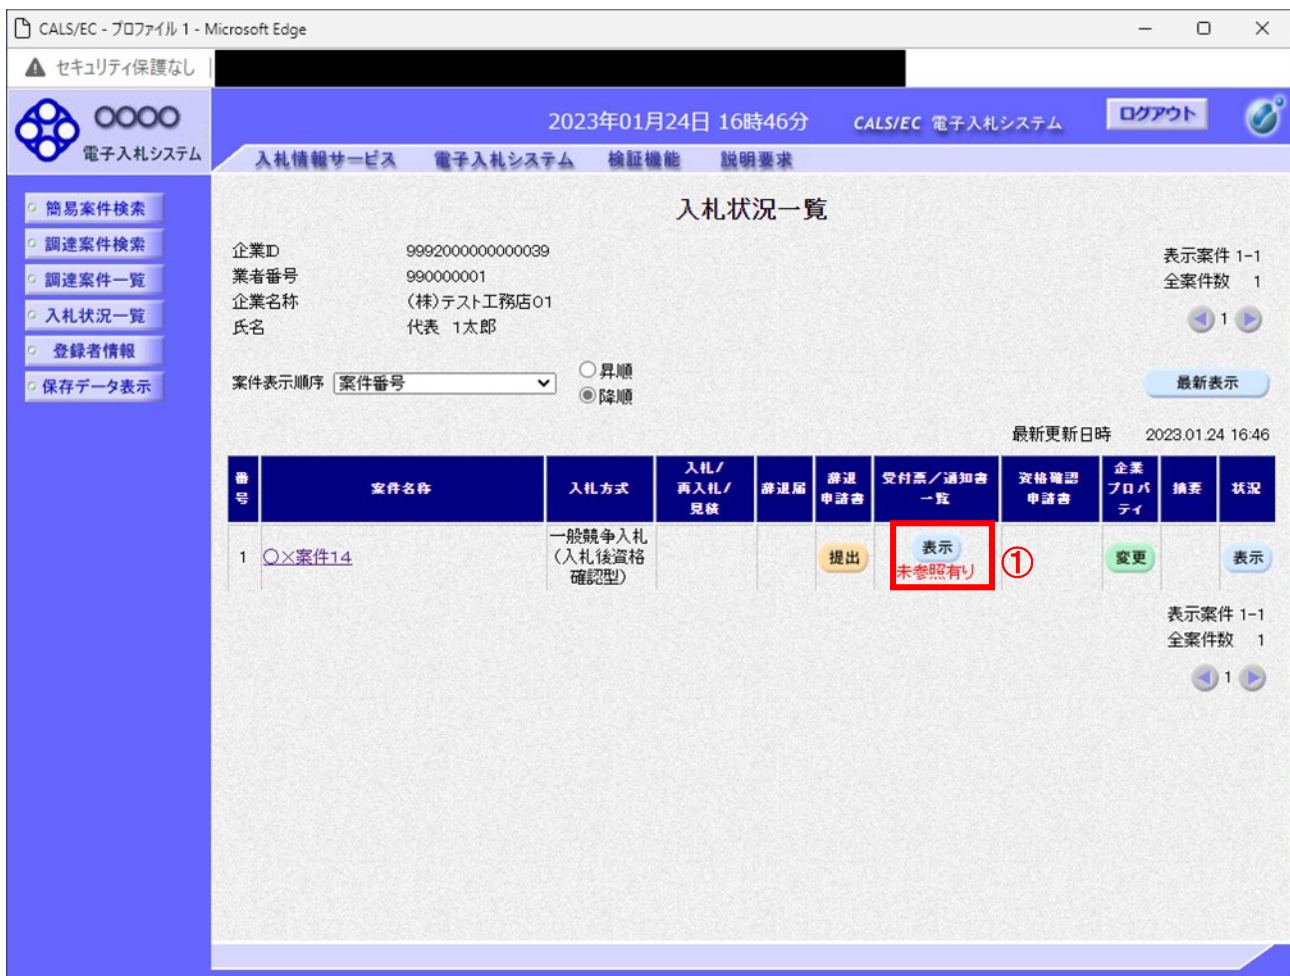 CALS/EC - プロファイル 1 - Microsoft Edge
セキュリティ保護なし
〇〇〇〇
電子入札システム
2023年01月24日 16時46分
CALS/EC 電子入札システム
ログアウト
入札情報サービス 電子入札システム 検証機能 説明要求
簡易案件検索
調達案件検索
調達案件一覧
入札状況一覧
登録者情報
保存データ表示
入札状況一覧
企業ID 9992000000000039
業者番号 990000001
企業名称 (株)テスト工務店01
氏名 代表 1太郎
表示案件 1-1
全案件数 1
1
案件表示順序 案件番号
昇順
降順
最新表示
最新更新日時 2023.01.24 16:46
番号 案件名称 入札方式 入札/再入札/見積 辞退届 辞退申請書 受付票/通知書一覧 資格確認申請書 企業プロパティ 摘要 状況
1 〇×案件14 一般競争入札(入札後資格確認型) 提出 表示 未参照有り ① 変更 表示
表示案件 1-1
全案件数 1
1